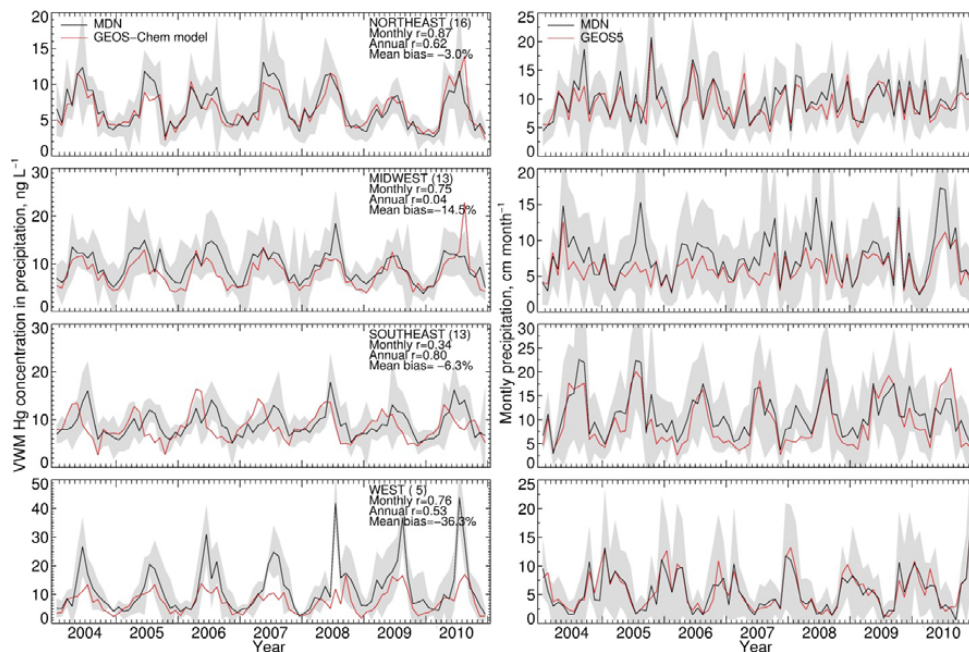 MDN
GEOS-Chem model
NORTHEAST (16)
Monthly r=0.87
Annual r=0.62
Mean bias= -3.0%
20
15
10
5
0
MIDWEST (13)
Monthly r=0.75
Annual r=0.04
Mean bias=-14.5%
30
20
10
0
SOUTHEAST (13)
Monthly r=0.34
Annual r=0.80
Mean bias= -6.3%
30
20
10
0
WEST ( 5)
Monthly r=0.76
Annual r=0.53
Mean bias=-36.3%
50
40
30
20
10
0
VWM Hg concentration in precipitation, ng L⁻¹
2004 2005 2006 2007 2008 2009 2010
Year
MDN
GEOS5
25
20
15
10
5
0
20
15
10
5
0
30
25
20
15
10
5
0
25
20
15
10
5
0
Montly precipitation, cm month⁻¹
2004 2005 2006 2007 2008 2009 2010
Year